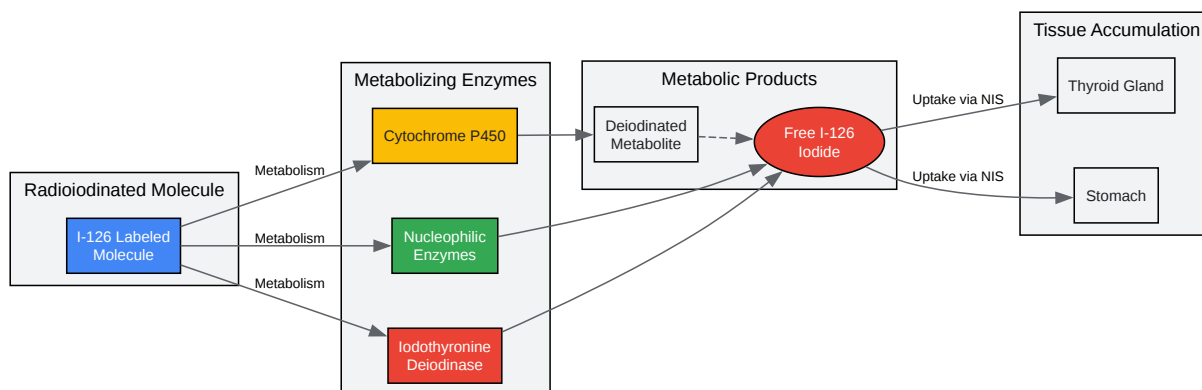 Radioiodinated Molecule
I-126 Labeled
Molecule
Metabolism
Metabolism
Metabolism
Metabolizing Enzymes
Cytochrome P450
Nucleophilic
Enzymes
Iodothyronine
Deiodinase
Metabolic Products
Deiodinated
Metabolite
Free I-126
Iodide
Uptake via NIS
Uptake via NIS
Tissue Accumulation
Thyroid Gland
Stomach